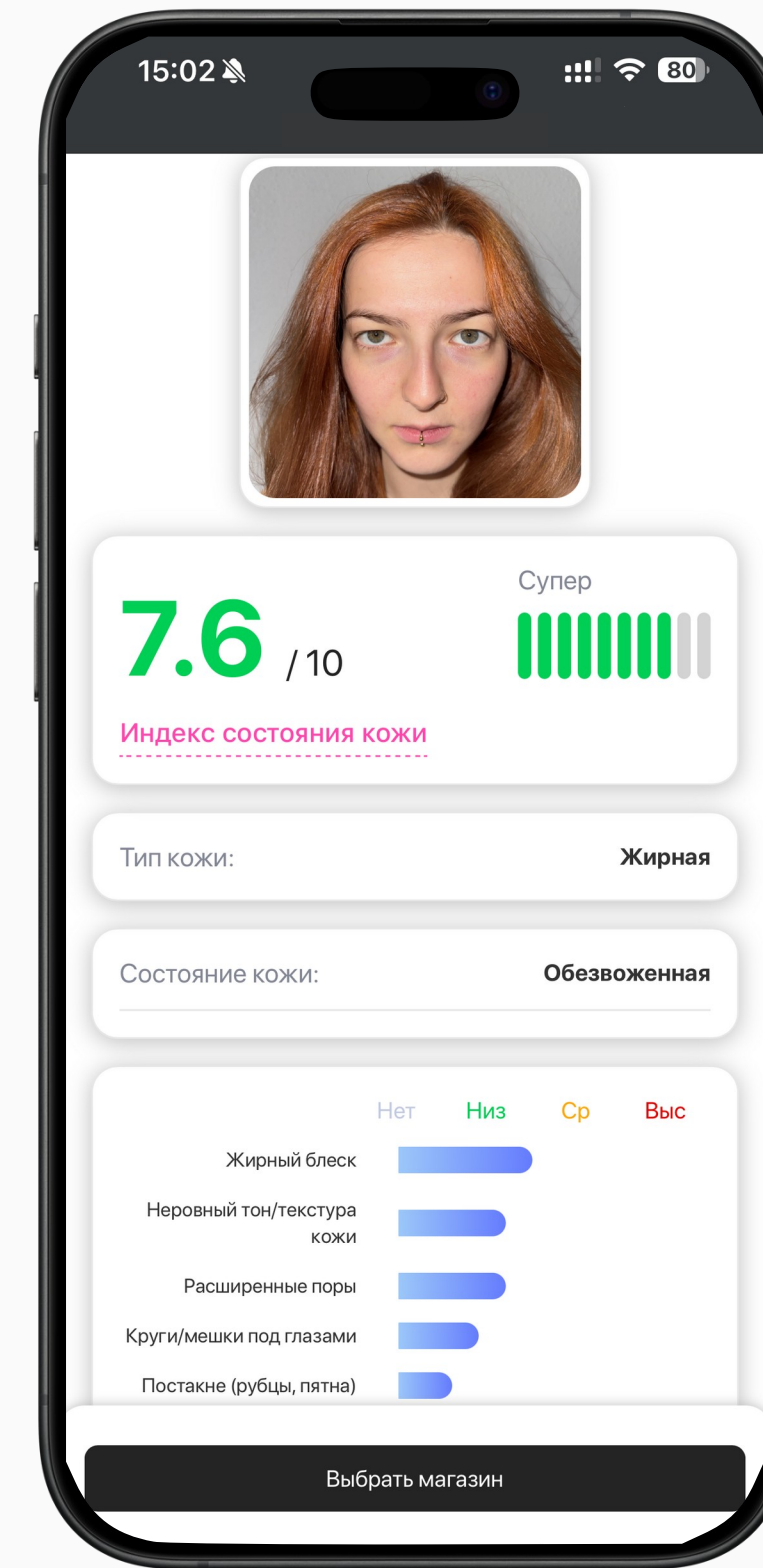 15:02
80
7.6 / 10
Супер
Индекс состояния кожи
Тип кожи: Жирная
Состояние кожи: Обезвоженная
Нет Низ Ср Выс
Жирный блеск
Неровный тон/текстура
кожи
Расширенные поры
Круги/мешки под глазами
Постакне (рубцы, пятна)
Выбрать магазин